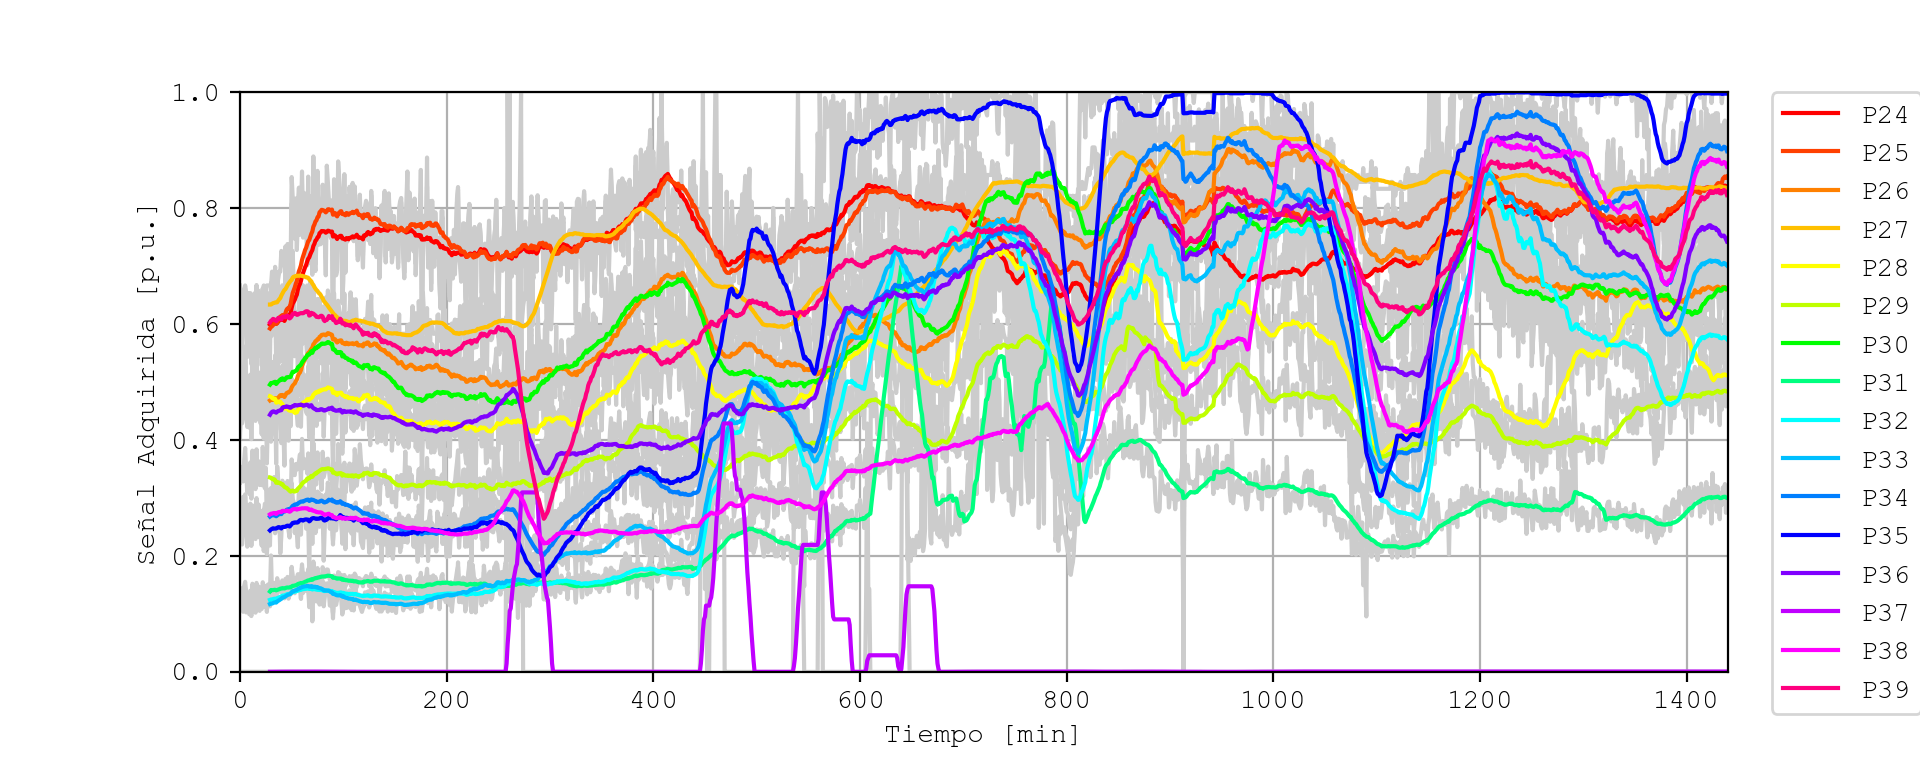 Señal Adquirida [p.u.]
1.0
0.8
0.6
0.4
0.2
0.0
0 200 400 600 800 1000 1200 1400
Tiempo [min]
P24
P25
P26
P27
P28
P29
P30
P31
P32
P33
P34
P35
P36
P37
P38
P39